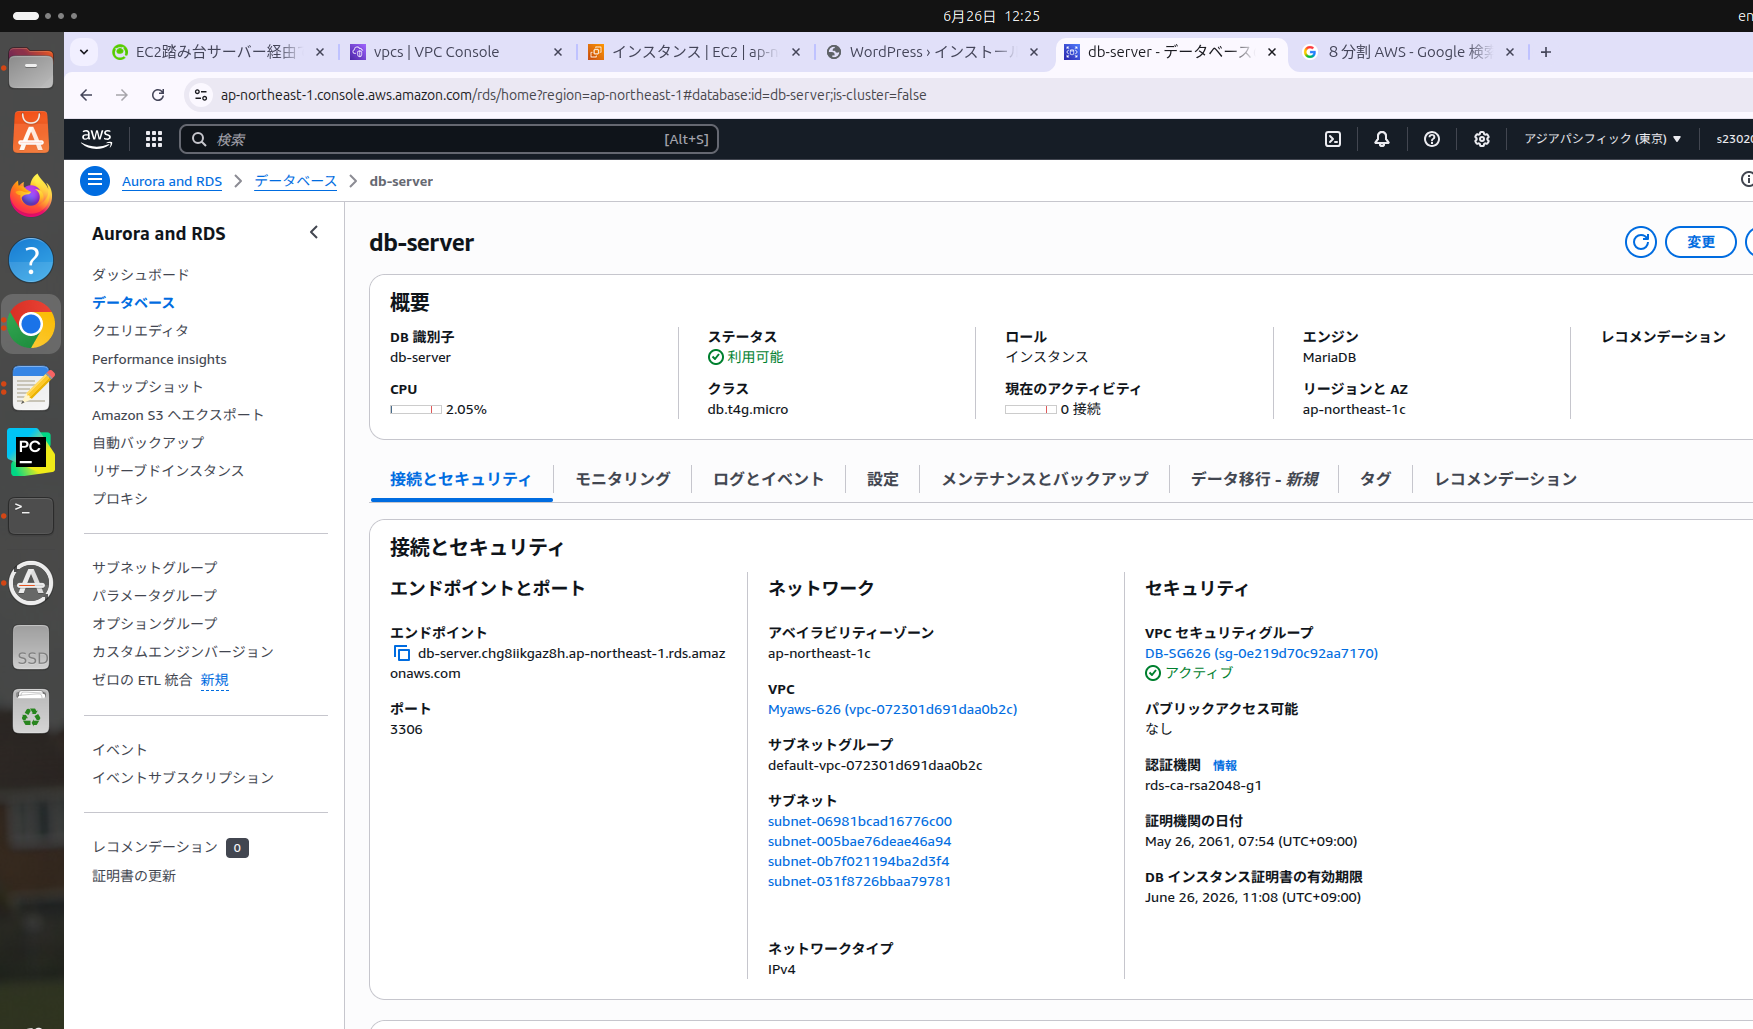 6月26日 12:25
en
EC2踏み台サーバー経由
vpcs | VPC Console
インスタンス | EC2 | ap-n
WordPress › インストール
db-server - データベース
８分割 AWS - Google 検索
ap-northeast-1.console.aws.amazon.com/rds/home?region=ap-northeast-1#database:id=db-server;is-cluster=false
aws
検索
[Alt+S]
アジアパシフィック (東京)
s2302
Aurora and RDS
データベース
db-server
Aurora and RDS
ダッシュボード
データベース
クエリエディタ
Performance insights
スナップショット
Amazon S3 へエクスポート
自動バックアップ
リザーブドインスタンス
プロキシ
サブネットグループ
パラメータグループ
オプショングループ
カスタムエンジンバージョン
ゼロの ETL 統合 新規
イベント
イベントサブスクリプション
レコメンデーション 0
証明書の更新
db-server
変更
概要
DB 識別子
db-server
CPU
2.05%
ステータス
利用可能
クラス
db.t4g.micro
ロール
インスタンス
現在のアクティビティ
0 接続
エンジン
MariaDB
リージョンと AZ
ap-northeast-1c
レコメンデーション
接続とセキュリティ
モニタリング
ログとイベント
設定
メンテナンスとバックアップ
データ移行 - 新規
タグ
レコメンデーション
接続とセキュリティ
エンドポイントとポート
エンドポイント
db-server.chg8iikgaz8h.ap-northeast-1.rds.amaz
onaws.com
ポート
3306
ネットワーク
アベイラビリティーゾーン
ap-northeast-1c
VPC
Myaws-626 (vpc-072301d691daa0b2c)
サブネットグループ
default-vpc-072301d691daa0b2c
サブネット
subnet-06981bcad16776c00
subnet-005bae76deae46a94
subnet-0b7f021194ba2d3f4
subnet-031f8726bbaa79781
ネットワークタイプ
IPv4
セキュリティ
VPC セキュリティグループ
DB-SG626 (sg-0e219d70c92aa7170)
アクティブ
パブリックアクセス可能
なし
認証機関 情報
rds-ca-rsa2048-g1
証明機関の日付
May 26, 2061, 07:54 (UTC+09:00)
DB インスタンス証明書の有効期限
June 26, 2026, 11:08 (UTC+09:00)
PC
SSD